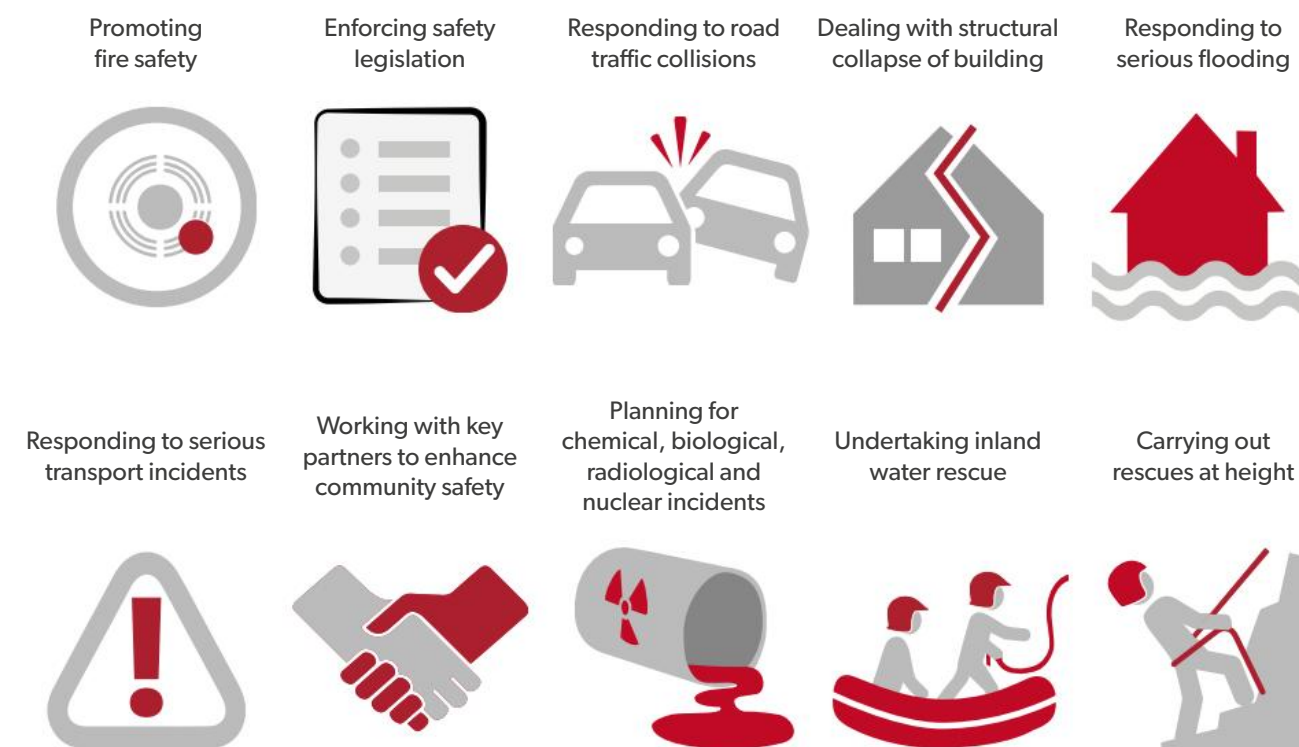 Promoting
fire safety
Enforcing safety
legislation
Responding to road
traffic collisions
Dealing with structural
collapse of building
Responding to
serious flooding
Responding to serious
transport incidents
Working with key
partners to enhance
community safety
Planning for
chemical, biological,
radiological and
nuclear incidents
Undertaking inland
water rescue
Carrying out
rescues at height